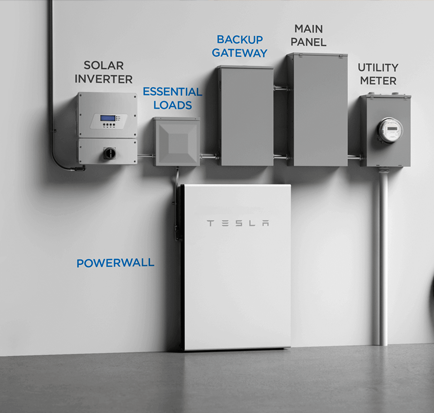 SOLAR
INVERTER
ESSENTIAL
LOADS
BACKUP
GATEWAY
MAIN
PANEL
UTILITY
METER
TESLA
POWERWALL